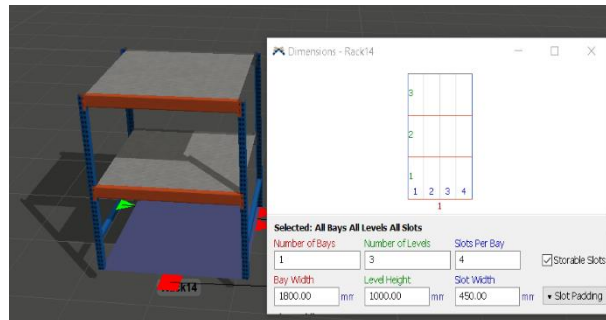 Dimensions - Rack14
3
2
1
1 2 3 4
1
Selected: All Bays All Levels All Slots
Number of Bays Number of Levels Slots Per Bay
1 3 4 Storable Slots
Bay Width Level Height Slot Width
1800.00 mm 1000.00 mm 450.00 mm Slot Padding
Rack14